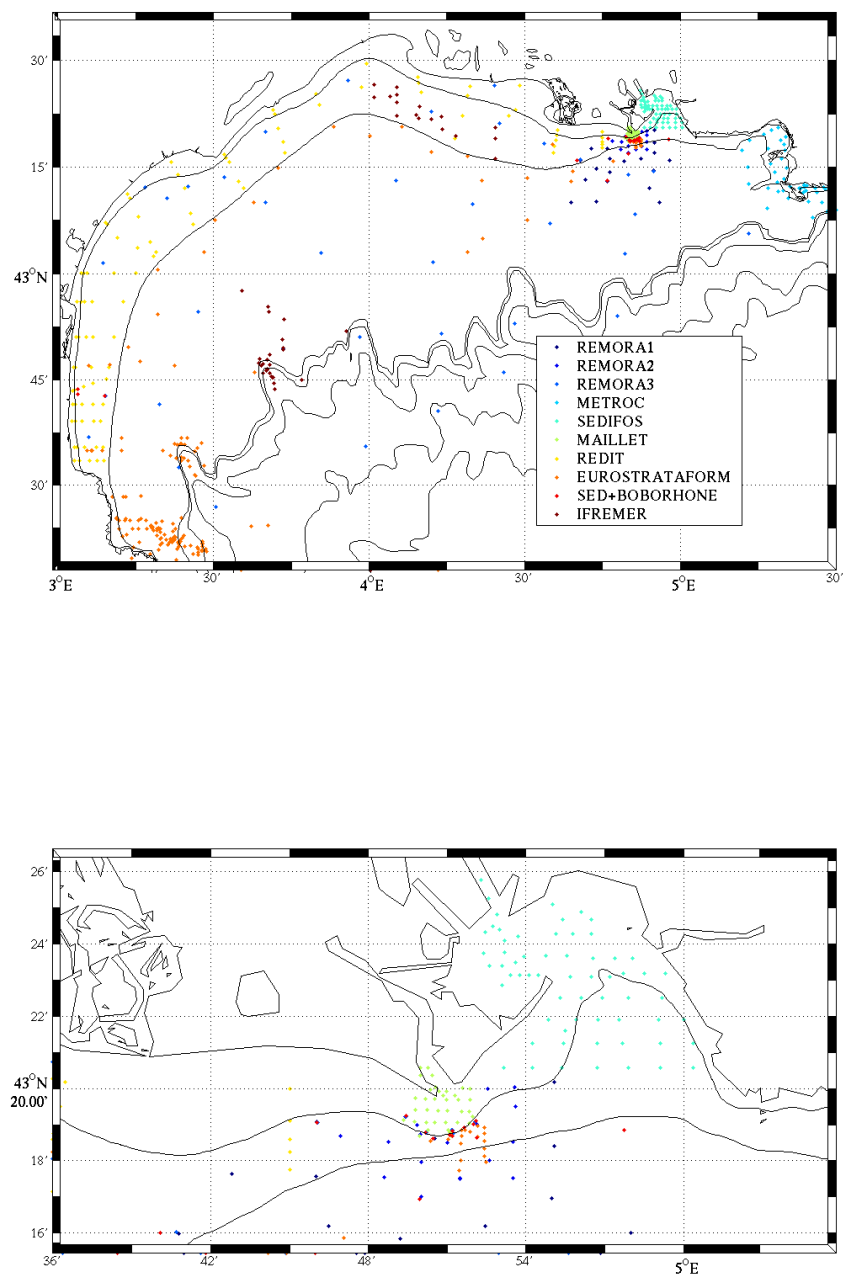 30'
15'
43°N
45'
30'
REMORA1
REMORA2
REMORA3
METROC
SEDIFOS
MAILLET
REDIT
EUROSTRATAFORM
SED+BOBORHONE
IFREMER
3°E 30' 4°E 30' 5°E 30'
26'
24'
22'
43°N
20.00'
18'
16'
36' 42' 48' 54' 5°E